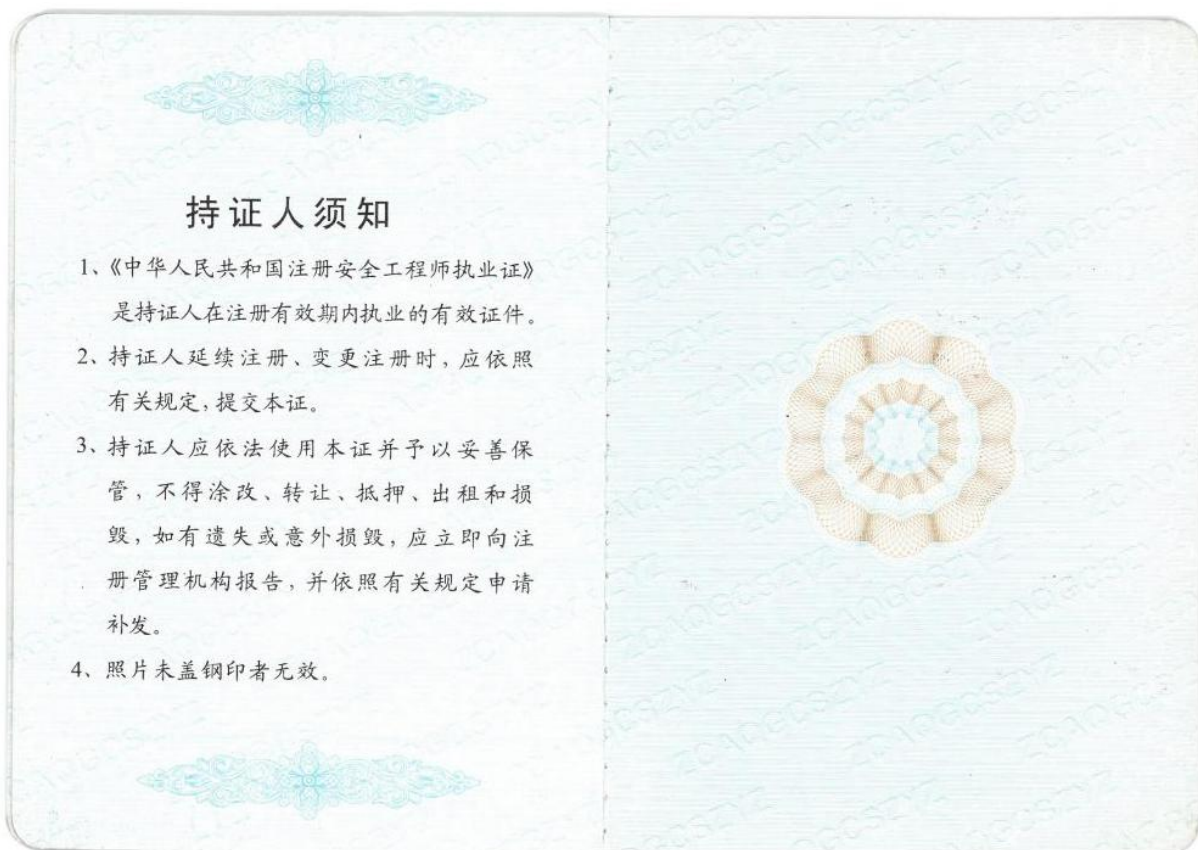 持证人须知
1、《中华人民共和国注册安全工程师执业证》
是持证人在注册有效期内执业的有效证件。
2、持证人延续注册、变更注册时，应依照
有关规定，提交本证。
3、持证人应依法使用本证并予以妥善保
管，不得涂改、转让、抵押、出租和损
毁，如有遗失或意外损毁，应立即向注
册管理机构报告，并依照有关规定申请
补发。
4、照片未盖钢印者无效。
ZCAQGCSZYZ